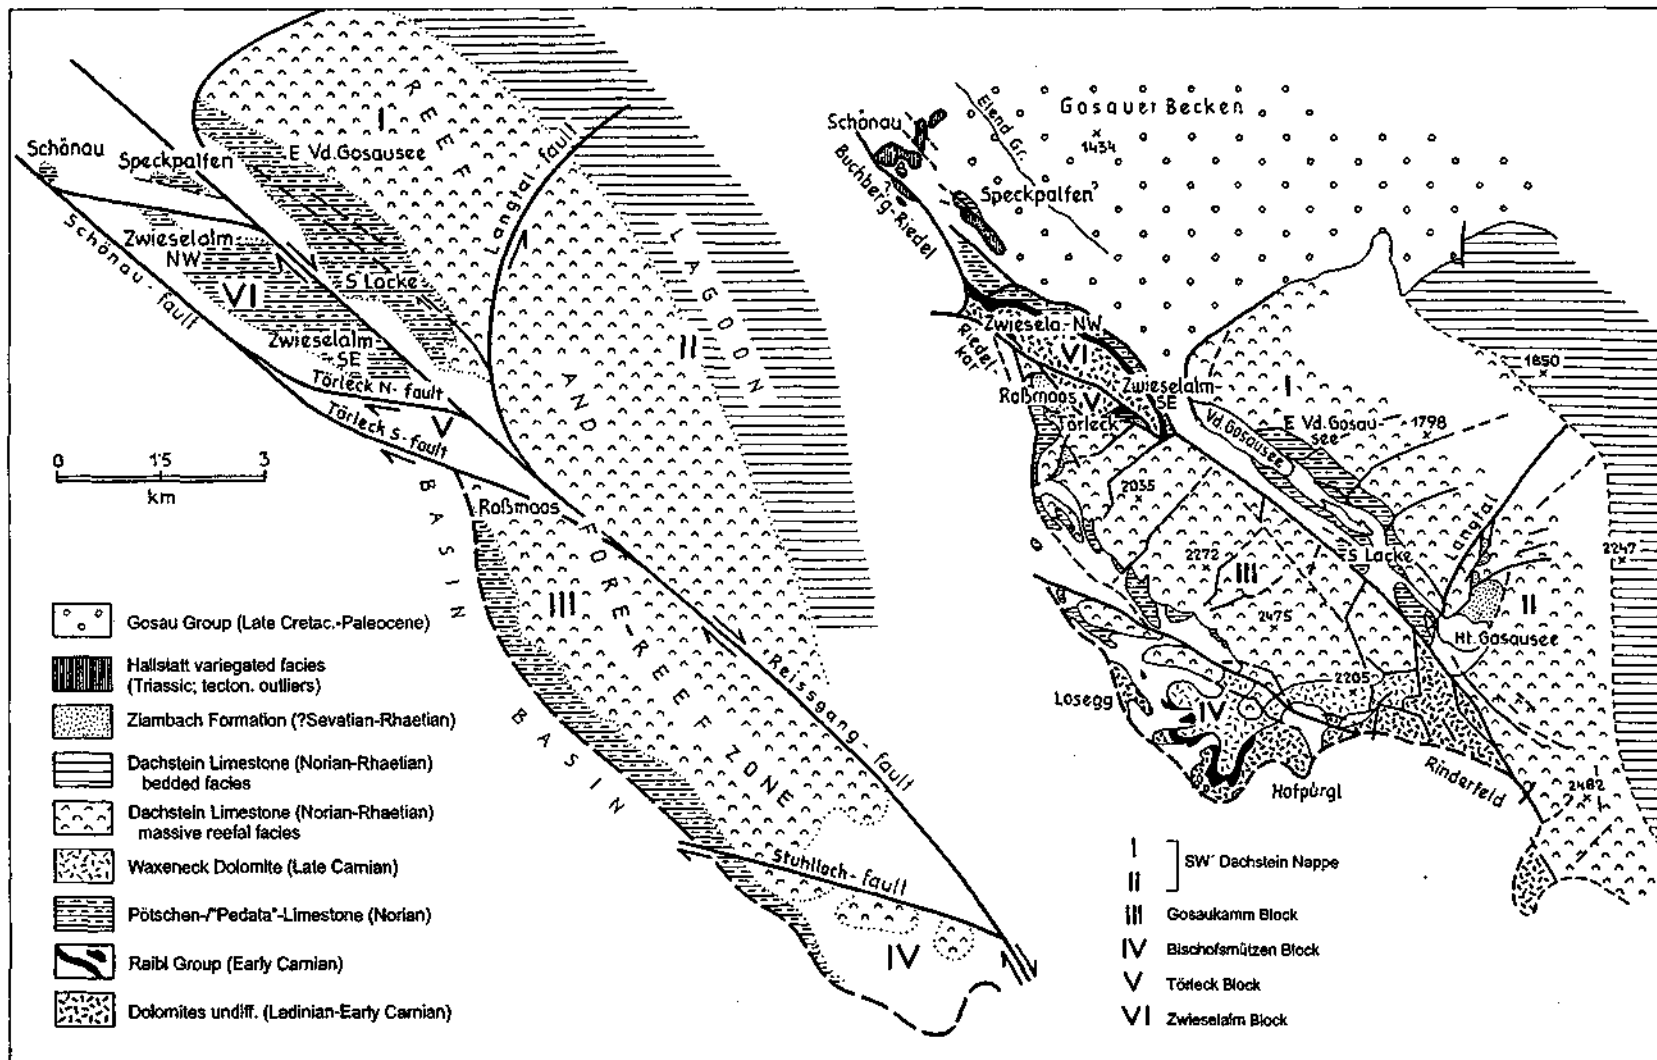 REEF
AND
FORE-REEF ZONE
LAGOON
BASIN
BASIN
I
II
III
IV
V
VI
E Vd.Gosausee
Schönau
Speckpalfen
Langtal-fault
Zwieselalm-
NW
S Lacke
Schönau-fault
Zwieselalm-
SE
Törleck N-fault
Törleck S-fault
Roßmoos
Reissgang-fault
Stuhlloch-fault
0 1·5 3
km
Gosau Group (Late Cretac.-Paleocene)
Hallstatt variegated facies
(Triassic; tecton. outliers)
Zlambach Formation (?Sevatian-Rhaetian)
Dachstein Limestone (Norian-Rhaetian)
bedded facies
Dachstein Limestone (Norian-Rhaetian)
massive reefal facies
Waxeneck Dolomite (Late Carnian)
Pötschen-/"Pedata"-Limestone (Norian)
Raibl Group (Early Carnian)
Dolomites undiff. (Ladinian-Early Carnian)
Gosauer Becken
1434
Elend Gr.
Schönau
Buchberg-Riedel
?
Speckpalfen
?
Zwiesela.-NW
VI
Riedel
kar
Roßmoos
V
Törleck
Zwieselalm-
SE
Vd.Gosausee
I
E Vd.Gosau-
see
1850
1798
2035
2272
III
2475
S Lacke
Langtal
2247
II
Ht.Gosausee
2205
Losegg
IV
Hofpürgl
Rinderfeld
2482
I
II
SW' Dachstein Nappe
III Gosaukamm Block
IV Bischofsmützen Block
V Törleck Block
VI Zwieselalm Block